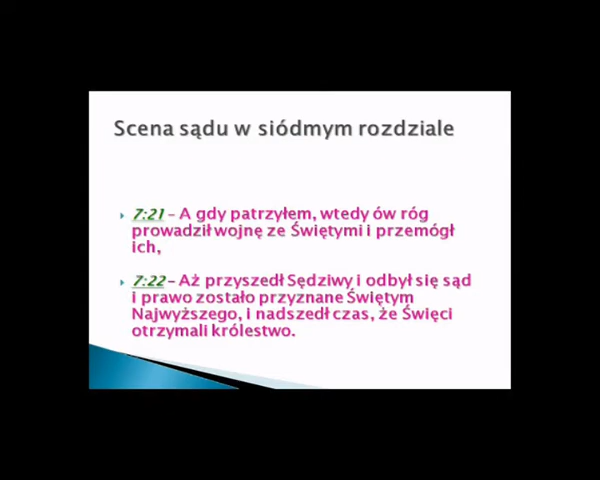 Scena sądu w siódmym rozdziale
7:21 – A gdy patrzyłem, wtedy ów róg
prowadził wojnę ze Świętymi i przemógł
ich,
7:22 – Aż przyszedł Sędziwy i odbył się sąd
i prawo zostało przyznane Świętym
Najwyższego, i nadszedł czas, że Święci
otrzymali królestwo.